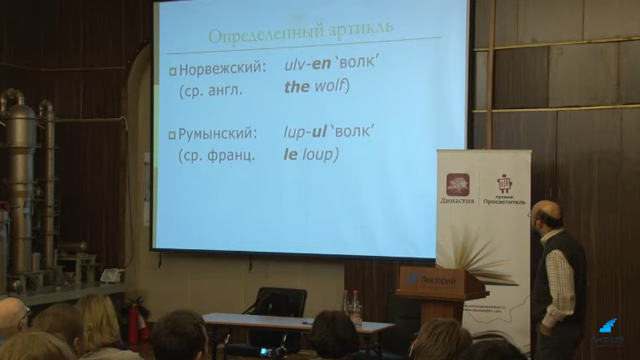 Определенный артикль
Норвежский: ulv-en ‘волк’
(ср. англ. the wolf)
Румынский: lup-ul ‘волк’
(ср. франц. le loup)
Династия
Просветитель
Лекторий